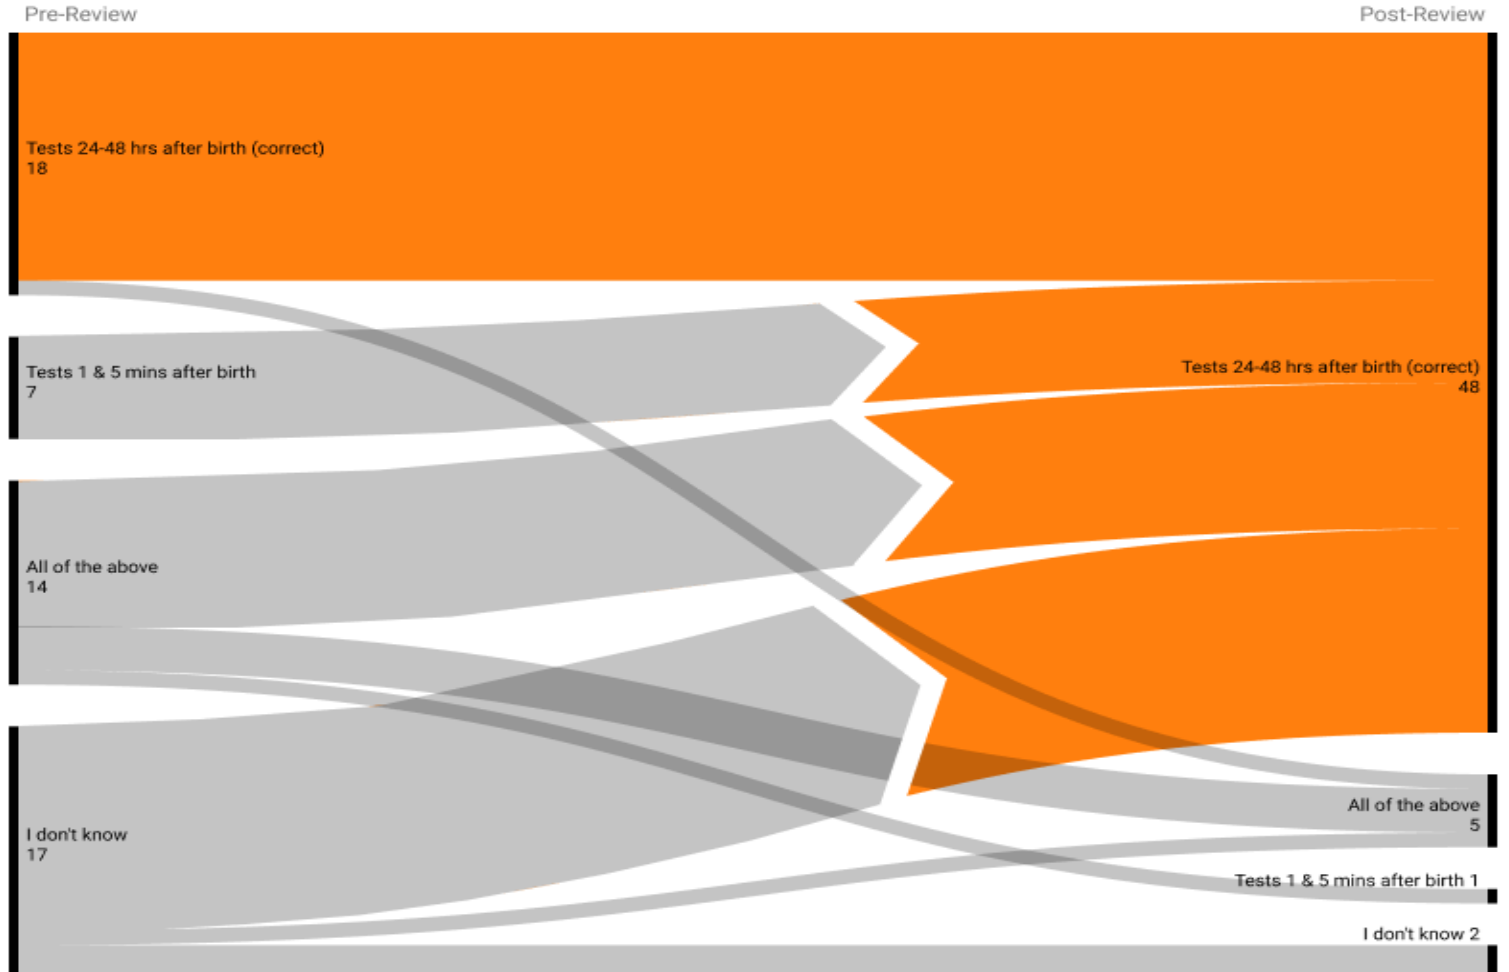 Pre-Review
Post-Review
Tests 24-48 hrs after birth (correct)
18
Tests 1 & 5 mins after birth
7
Tests 24-48 hrs after birth (correct)
48
All of the above
14
All of the above
5
I don't know
17
Tests 1 & 5 mins after birth 1
I don't know 2